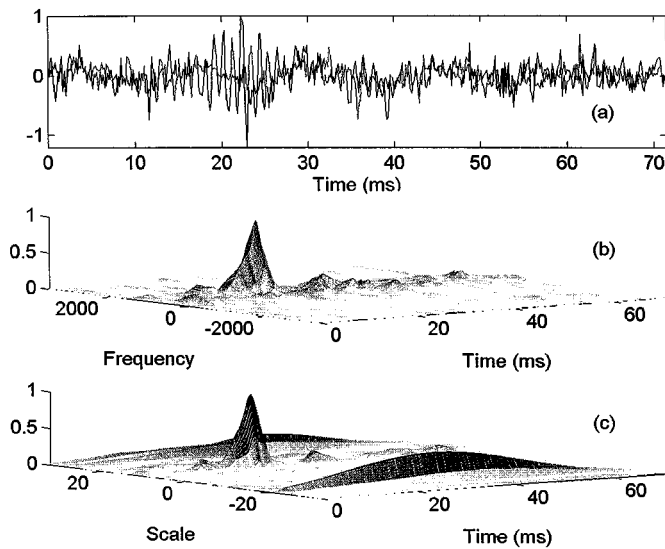 1
0
-1
(a)
0 10 20 30 40 50 60 70
Time (ms)
1
0.5
0
(b)
2000 0 -2000 0 20 40 60
Frequency Time (ms)
1
0.5
0
(c)
20 0 -20 0 20 40 60
Scale Time (ms)